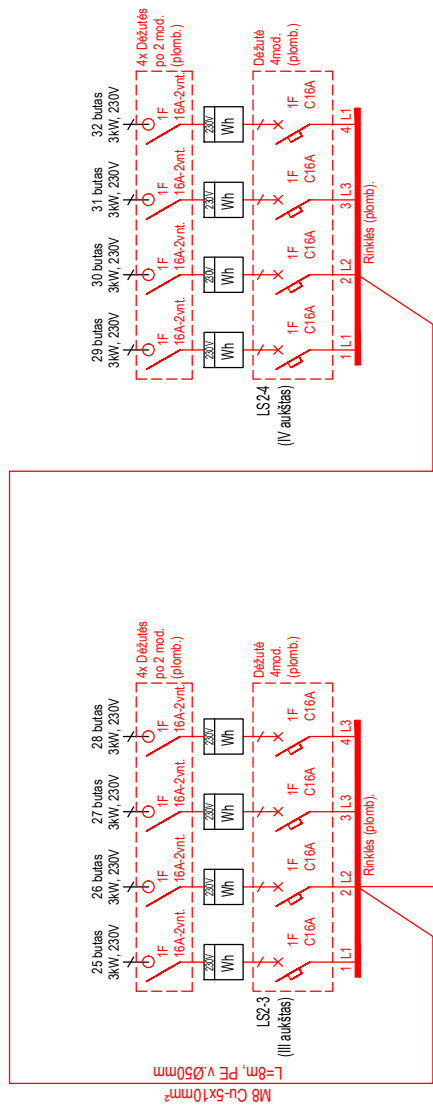 32 butas
3kW, 230V
4x Dėžutės
po 2 mod.
(plomb.)
1F
16A-2vnt.
230V
Wh
Dėžutė
4mod.
(plomb.)
1F
C16A
4 L1
31 butas
3kW, 230V
1F
16A-2vnt.
230V
Wh
1F
C16A
3 L3
Rinklės (plomb).
30 butas
3kW, 230V
1F
16A-2vnt.
230V
Wh
1F
C16A
2 L2
29 butas
3kW, 230V
1F
16A-2vnt.
230V
Wh
1F
C16A
1 L1
LS2-4
(IV aukštas)
28 butas
3kW, 230V
4x Dėžutės
po 2 mod.
(plomb.)
1F
16A-2vnt.
230V
Wh
Dėžutė
4mod.
(plomb.)
1F
C16A
4 L3
27 butas
3kW, 230V
1F
16A-2vnt.
230V
Wh
1F
C16A
3 L3
Rinklės (plomb).
26 butas
3kW, 230V
1F
16A-2vnt.
230V
Wh
1F
C16A
2 L2
25 butas
3kW, 230V
1F
16A-2vnt.
230V
Wh
1F
C16A
1 L1
LS2-3
(III aukštas)
M8 Cu-5x10mm²
L=8m, PE v.Ø50mm